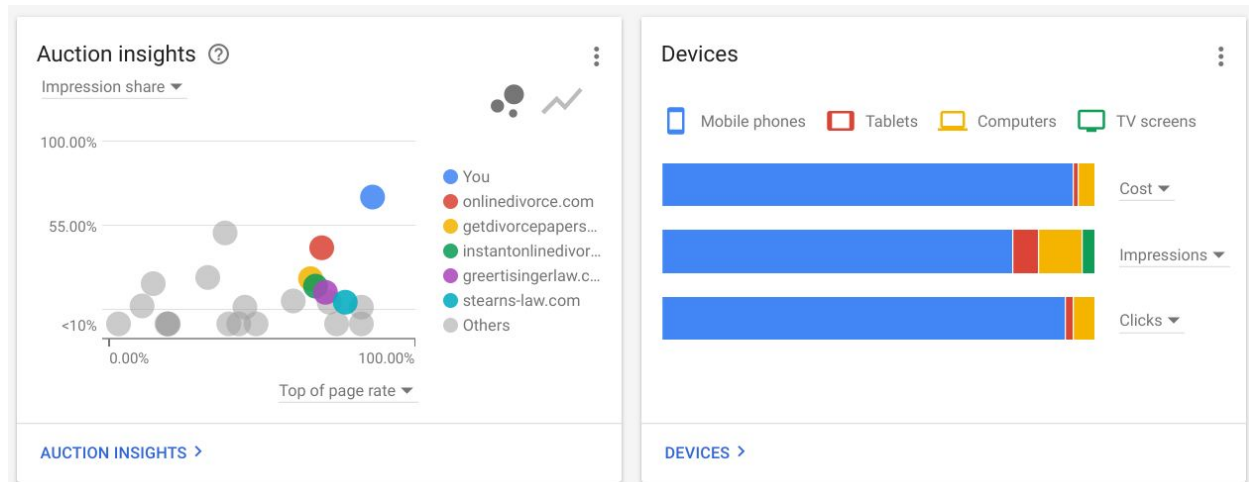 Auction insights
Impression share
100.00%
55.00%
<10%
0.00%
100.00%
Top of page rate
You
onlinedivorce.com
getdivorcepapers...
instantonlinedivor...
greertisingerlaw.c...
stearns-law.com
Others
AUCTION INSIGHTS
Devices
Mobile phones
Tablets
Computers
TV screens
Cost
Impressions
Clicks
DEVICES